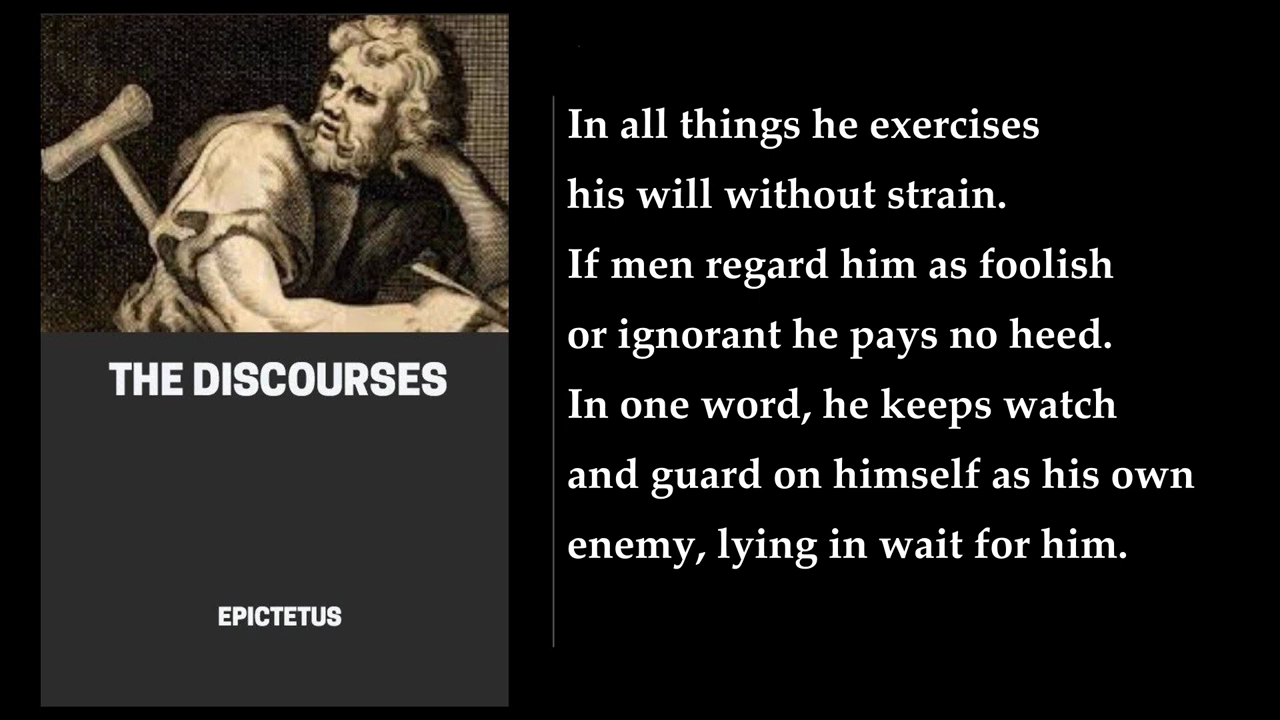 THE DISCOURSES
EPICTETUS
In all things he exercises
his will without strain.
If men regard him as foolish
or ignorant he pays no heed.
In one word, he keeps watch
and guard on himself as his own
enemy, lying in wait for him.